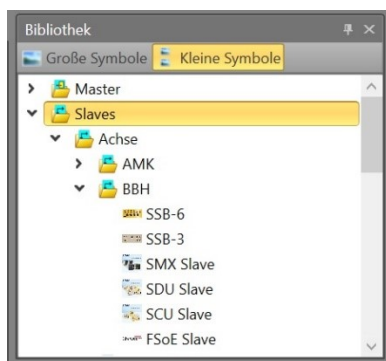 Bibliothek
Große Symbole Kleine Symbole
Master
Slaves
Achse
AMK
BBH
SSB-6
SSB-3
SMX Slave
SDU Slave
SCU Slave
FSoE Slave